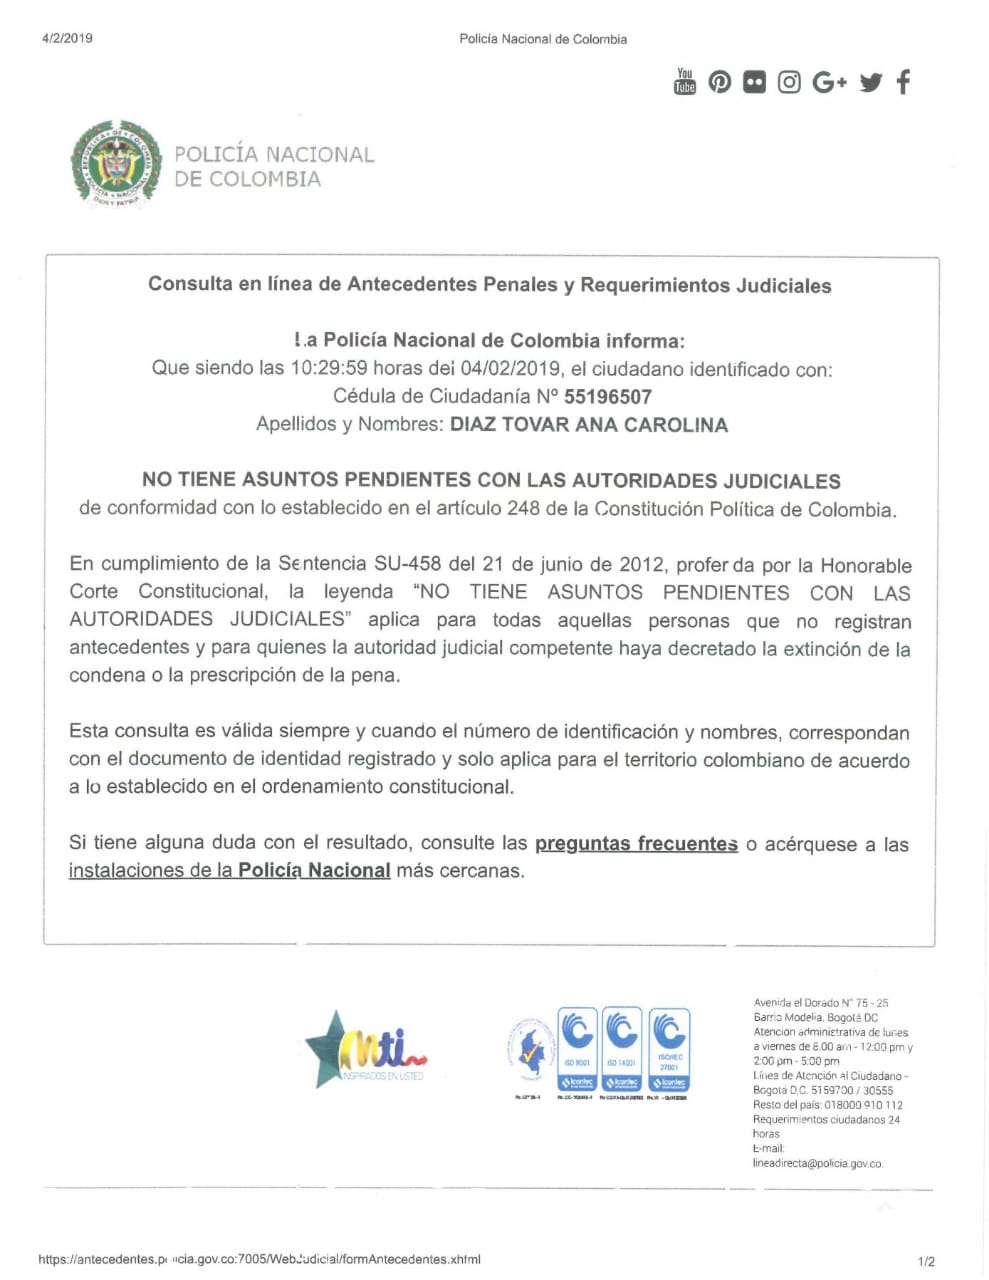 4/2/2019
Policía Nacional de Colombia
You
Tube
G+
POLICÍA NACIONAL
DE COLOMBIA
Consulta en línea de Antecedentes Penales y Requerimientos Judiciales
La Policía Nacional de Colombia informa:
Que siendo las 10:29:59 horas del 04/02/2019, el ciudadano identificado con:
Cédula de Ciudadanía Nº 55196507
Apellidos y Nombres: DIAZ TOVAR ANA CAROLINA
NO TIENE ASUNTOS PENDIENTES CON LAS AUTORIDADES JUDICIALES
de conformidad con lo establecido en el artículo 248 de la Constitución Política de Colombia.
En cumplimiento de la Sentencia SU-458 del 21 de junio de 2012, proferida por la Honorable
Corte Constitucional, la leyenda “NO TIENE ASUNTOS PENDIENTES CON LAS
AUTORIDADES JUDICIALES” aplica para todas aquellas personas que no registran
antecedentes y para quienes la autoridad judicial competente haya decretado la extinción de la
condena o la prescripción de la pena.
Esta consulta es válida siempre y cuando el número de identificación y nombres, correspondan
con el documento de identidad registrado y solo aplica para el territorio colombiano de acuerdo
a lo establecido en el ordenamiento constitucional.
Si tiene alguna duda con el resultado, consulte las preguntas frecuentes o acérquese a las
instalaciones de la Policía Nacional más cercanas.
nti
INSPIRADOS EN USTED
ISO 9001
ISO 14001
ISO/IEC
27001
Icontec
Icontec
Icontec
Avenida el Dorado N° 75 - 25
Barrio Modelia, Bogotá DC
Atención administrativa de lunes
a viernes de 8:00 am - 12:00 pm y
2:00 pm - 5:00 pm
Línea de Atención al Ciudadano -
Bogotá D.C. 5159700 / 30555
Resto del país: 018000 910 112
Requerimientos ciudadanos 24
horas
E-mail:
lineadirecta@policia.gov.co.
https://antecedentes.policia.gov.co:7005/WebJudicial/formAntecedentes.xhtml
1/2